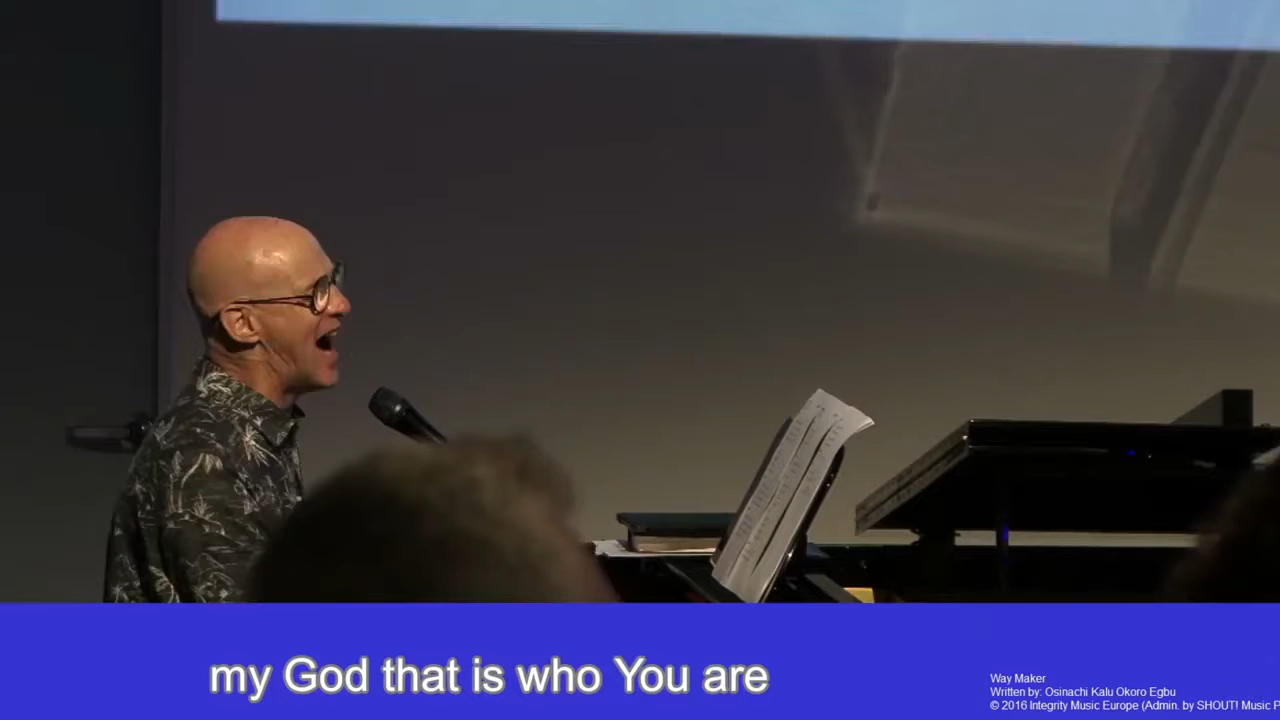 my God that is who You are
Way Maker
Written by: Osinachi Kalu Okoro Egbu
© 2016 Integrity Music Europe (Admin. by SHOUT! Music P